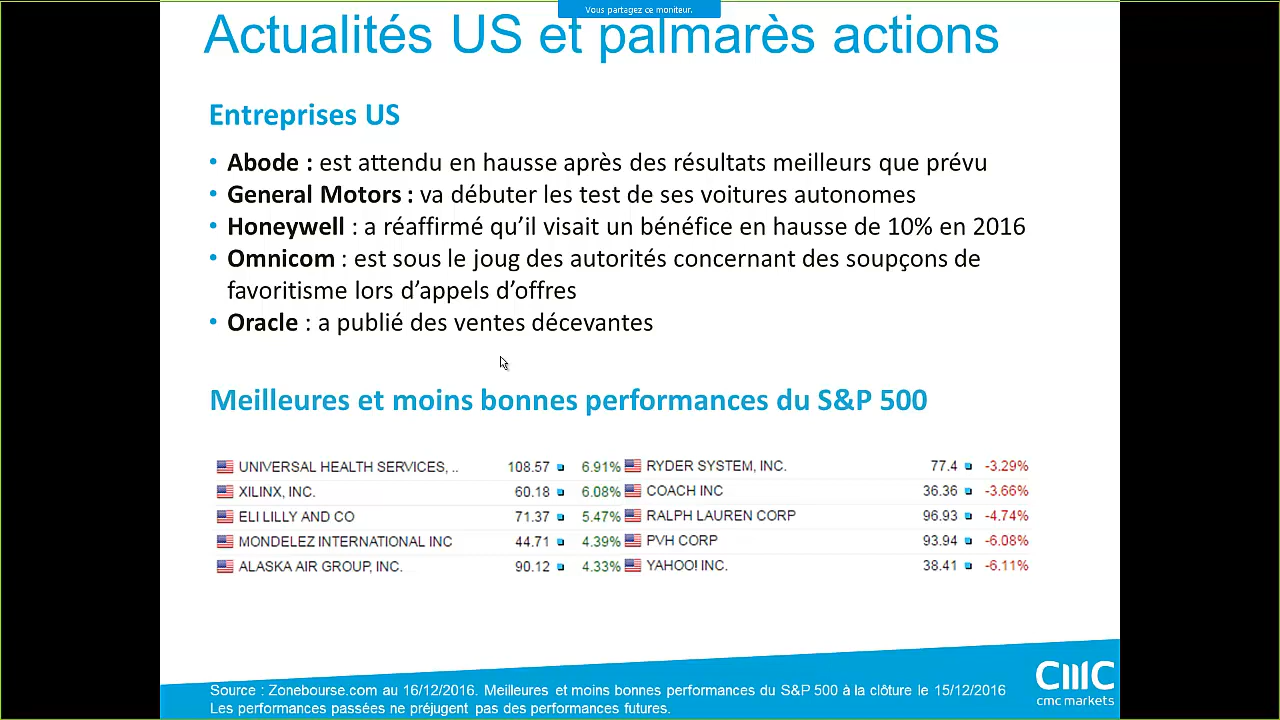 Vous partagez ce moniteur.
Actualités US et palmarès actions
Entreprises US
• Abode : est attendu en hausse après des résultats meilleurs que prévu
• General Motors : va débuter les test de ses voitures autonomes
• Honeywell : a réaffirmé qu’il visait un bénéfice en hausse de 10% en 2016
• Omnicom : est sous le joug des autorités concernant des soupçons de
favoritisme lors d’appels d’offres
• Oracle : a publié des ventes décevantes
Meilleures et moins bonnes performances du S&P 500
UNIVERSAL HEALTH SERVICES, .. 108.57 6.91% RYDER SYSTEM, INC. 77.4 -3.29%
XILINX, INC. 60.18 6.08% COACH INC 36.36 -3.66%
ELI LILLY AND CO 71.37 5.47% RALPH LAUREN CORP 96.93 -4.74%
MONDELEZ INTERNATIONAL INC 44.71 4.39% PVH CORP 93.94 -6.08%
ALASKA AIR GROUP, INC. 90.12 4.33% YAHOO! INC. 38.41 -6.11%
Source : Zonebourse.com au 16/12/2016. Meilleures et moins bonnes performances du S&P 500 à la clôture le 15/12/2016
Les performances passées ne préjugent pas des performances futures.
CMC
cmc markets